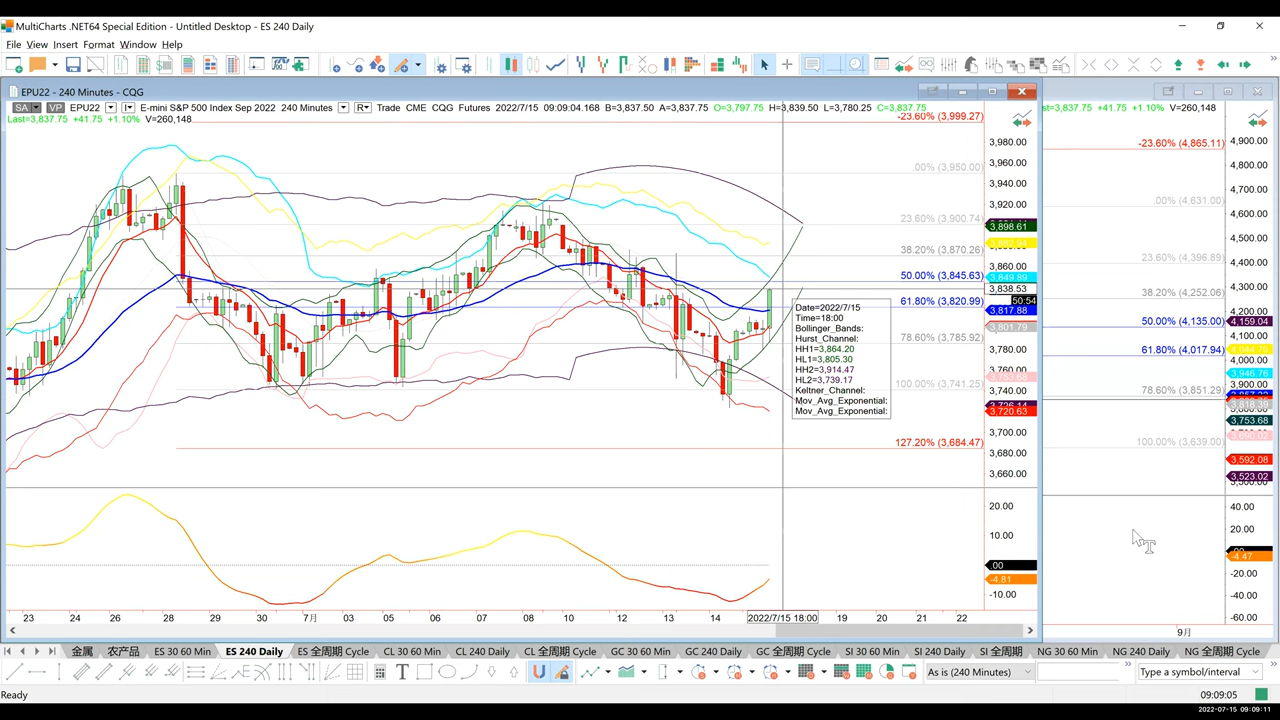 MultiCharts .NET64 Special Edition - Untitled Desktop - ES 240 Daily
File View Insert Format Window Help
EPU22 - 240 Minutes - CQG
SA VP EPU22 E-mini S&P 500 Index Sep 2022 240 Minutes R Trade CME CQG Futures 2022/7/15 09:09:04.168 B=3,837.50 A=3,837.75 O=3,797.75 H=3,839.50 L=3,780.25 C=3,837.75
Last=3,837.75 +41.75 +1.10% V=260,148
-23.60% (3,999.27)
.00% (3,950.00)
23.60% (3,900.74)
38.20% (3,870.26)
50.00% (3,845.63)
61.80% (3,820.99)
78.60% (3,785.92)
100.00% (3,741.25)
127.20% (3,684.47)
3,980.00
3,960.00
3,940.00
3,920.00
3,898.61
3,860.00
3,849.89
3,838.53
50:54
3,817.88
3,801.79
3,780.00
3,760.00
3,740.00
3,720.63
3,700.00
3,680.00
3,660.00
Date=2022/7/15
Time=18:00
Bollinger_Bands:
Hurst_Channel:
HH1=3,864.20
HL1=3,805.30
HH2=3,914.47
HL2=3,739.17
Keltner_Channel:
Mov_Avg_Exponential:
Mov_Avg_Exponential:
20.00
10.00
.00
-4.81
-10.00
23 24 26 27 28 29 30 7月 03 05 06 07 08 10 12 13 14 2022/7/15 18:00 19 20 21 22
st=3,837.75 +41.75 +1.10% V=260,148
-23.60% (4,865.11)
.00% (4,631.00)
23.60% (4,396.89)
38.20% (4,252.06)
50.00% (4,135.00)
61.80% (4,017.94)
78.60% (3,851.29)
100.00% (3,639.00)
4,900.00
4,800.00
4,700.00
4,600.00
4,500.00
4,400.00
4,300.00
4,200.00
4,159.04
4,100.00
4,000.00
3,946.76
3,900.00
3,753.68
3,592.08
3,523.02
40.00
20.00
-4.47
-20.00
-40.00
-60.00
9月
金属 农产品 ES 30 60 Min ES 240 Daily ES 全周期 Cycle CL 30 60 Min CL 240 Daily CL 全周期 Cycle GC 30 60 Min GC 240 Daily GC 全周期 Cycle SI 30 60 Min SI 240 Daily SI 全周期 NG 30 60 Min NG 240 Daily NG 全周期 Cycle
As is (240 Minutes)
Type a symbol/interval
Ready
09:09:05
2022-07-15 09:09:11